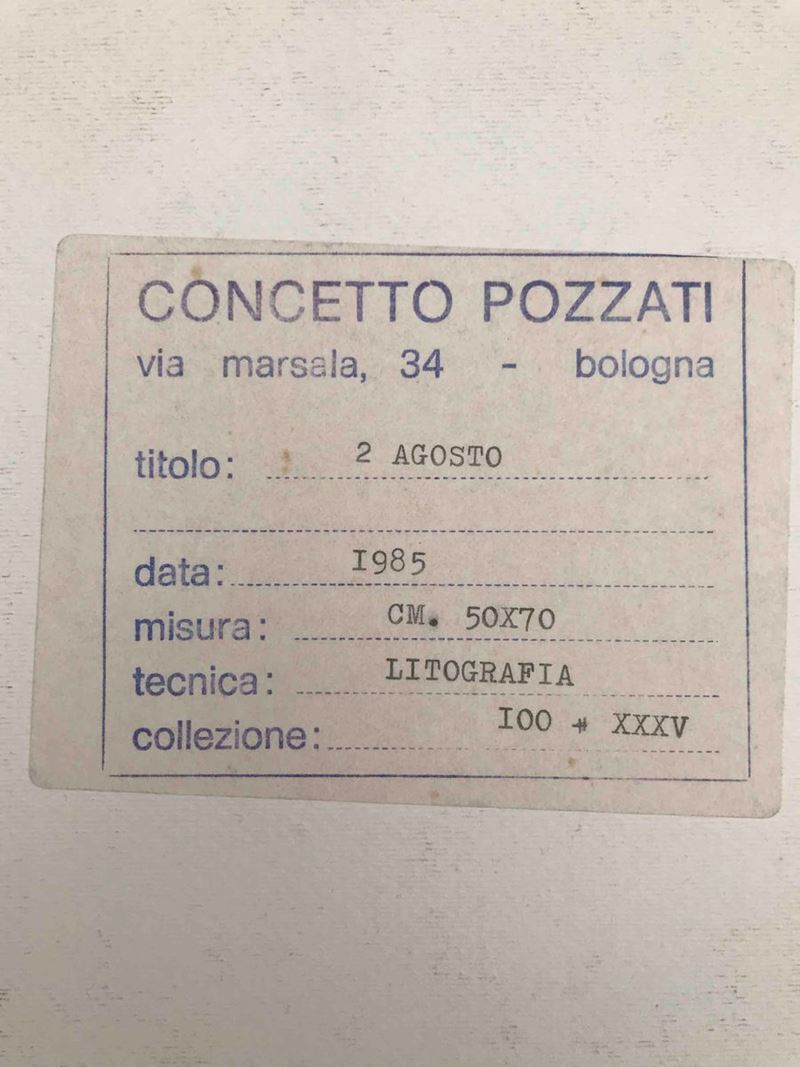 CONCETTO POZZATI
via marsala, 34 - bologna
titolo: 2 AGOSTO
data: I985
misura: CM. 50X70
tecnica: LITOGRAFIA
collezione: I00 + XXXV